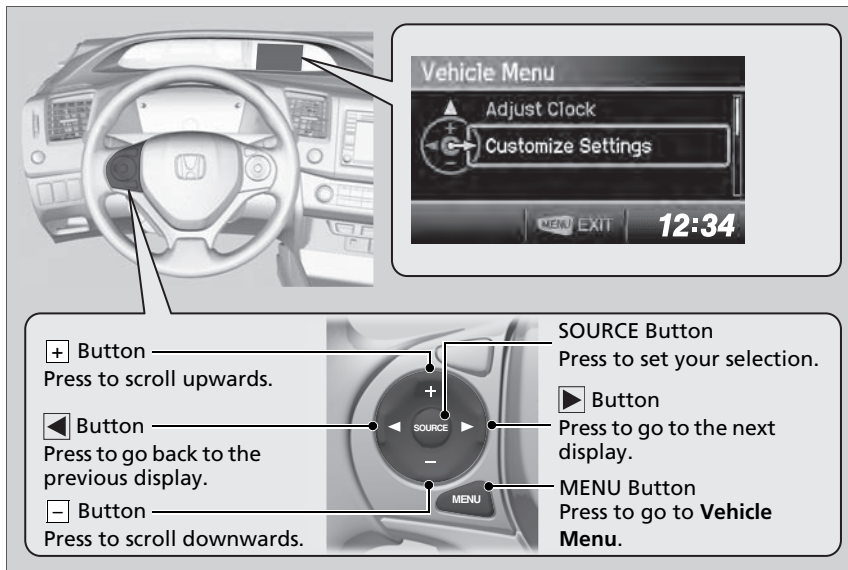 Vehicle Menu
Adjust Clock
Customize Settings
MENU EXIT
12:34
+ Button
Press to scroll upwards.
◀ Button
Press to go back to the
previous display.
– Button
Press to scroll downwards.
+
SOURCE
–
MENU
SOURCE Button
Press to set your selection.
▶ Button
Press to go to the next
display.
MENU Button
Press to go to Vehicle
Menu.